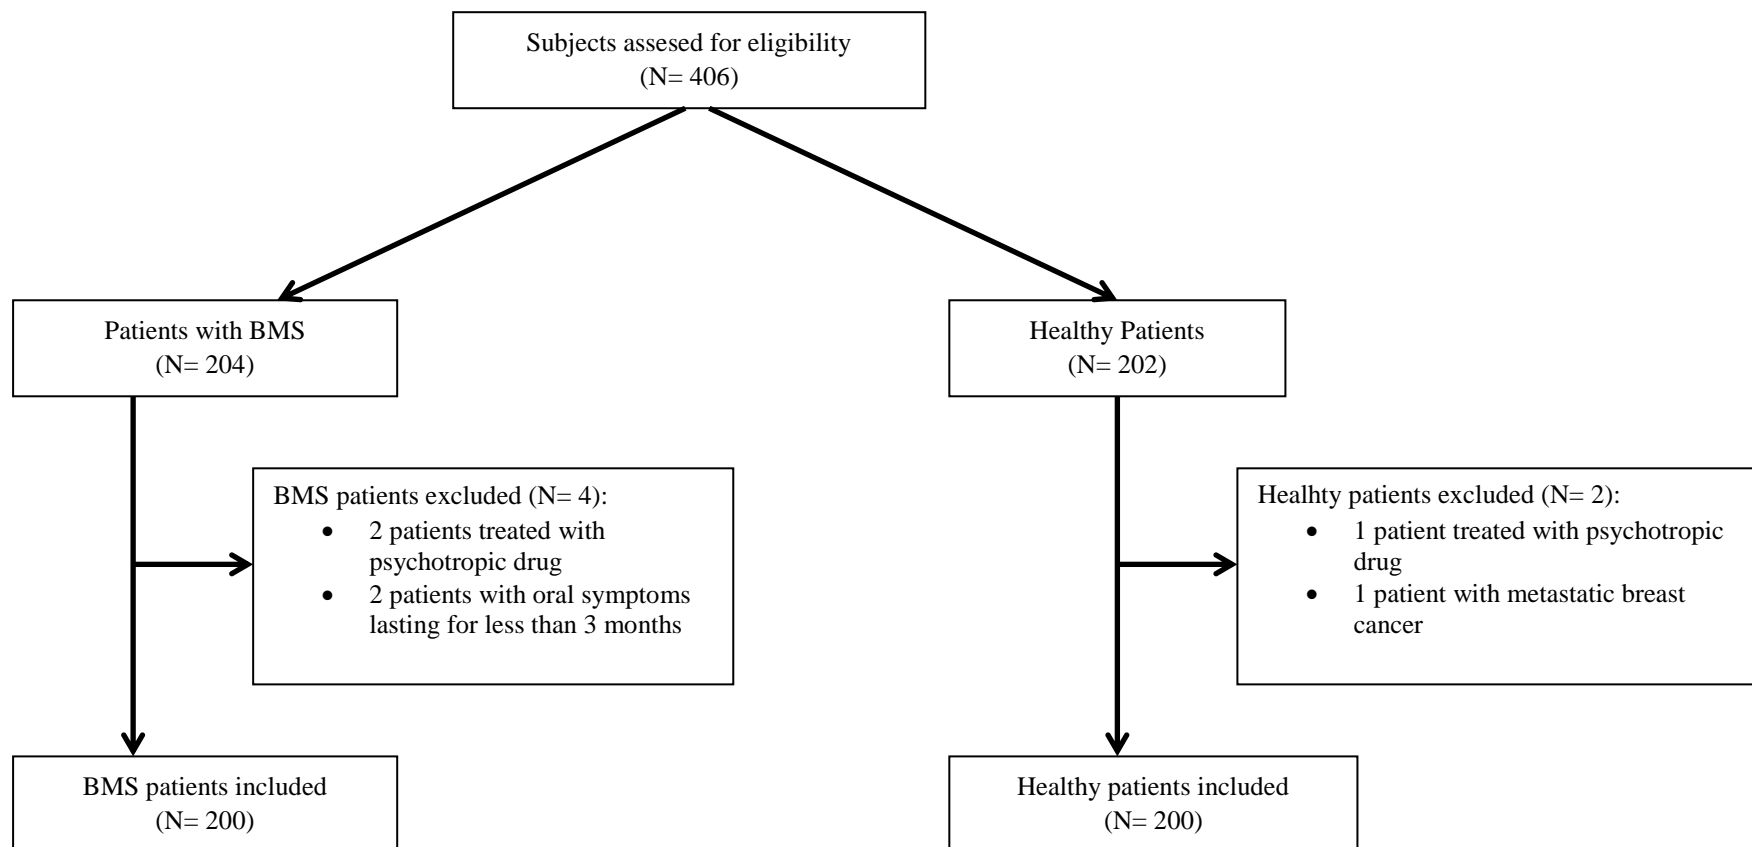 Subjects assesed for eligibility
(N= 406)
Patients with BMS
(N= 204)
Healthy Patients
(N= 202)
BMS patients excluded (N= 4):
• 2 patients treated with
psychotropic drug
• 2 patients with oral symptoms
lasting for less than 3 months
Healhty patients excluded (N= 2):
• 1 patient treated with psychotropic
drug
• 1 patient with metastatic breast
cancer
BMS patients included
(N= 200)
Healthy patients included
(N= 200)